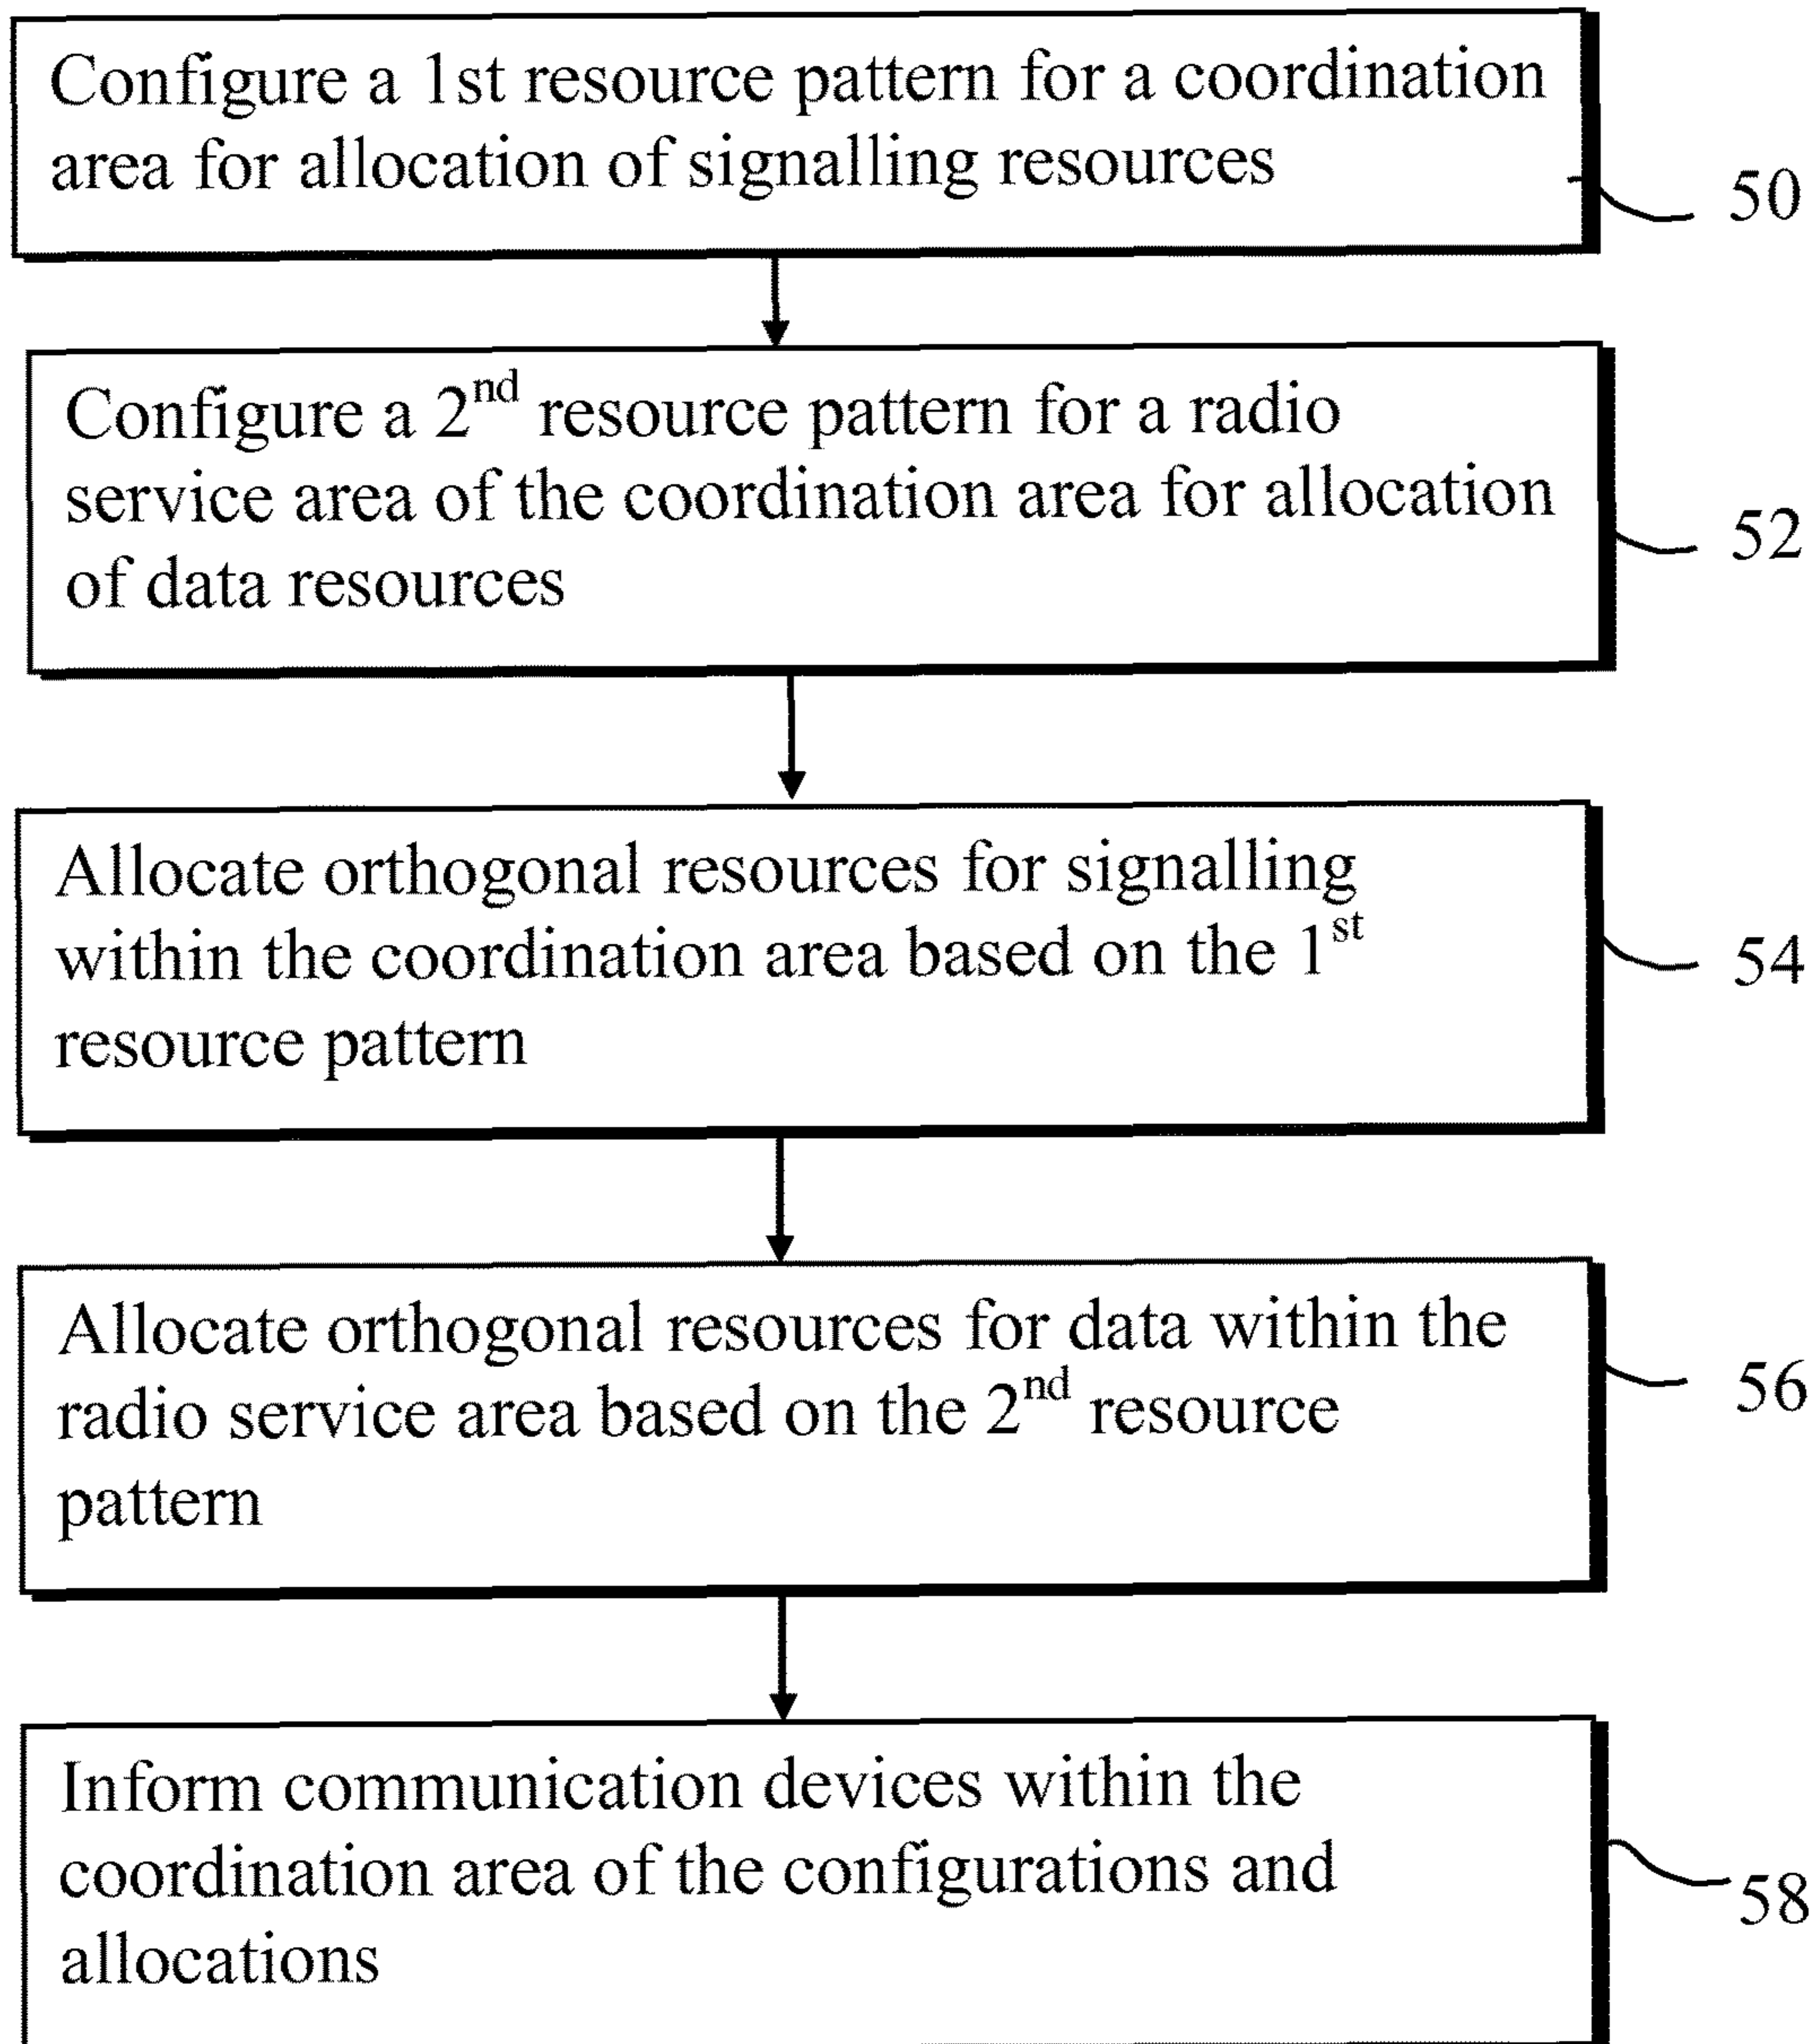 Configure a 1st resource pattern for a coordination
area for allocation of signalling resources
50
Configure a 2nd resource pattern for a radio
service area of the coordination area for allocation
of data resources
52
Allocate orthogonal resources for signalling
within the coordination area based on the 1st
resource pattern
54
Allocate orthogonal resources for data within the
radio service area based on the 2nd resource
pattern
56
Inform communication devices within the
coordination area of the configurations and
allocations
58